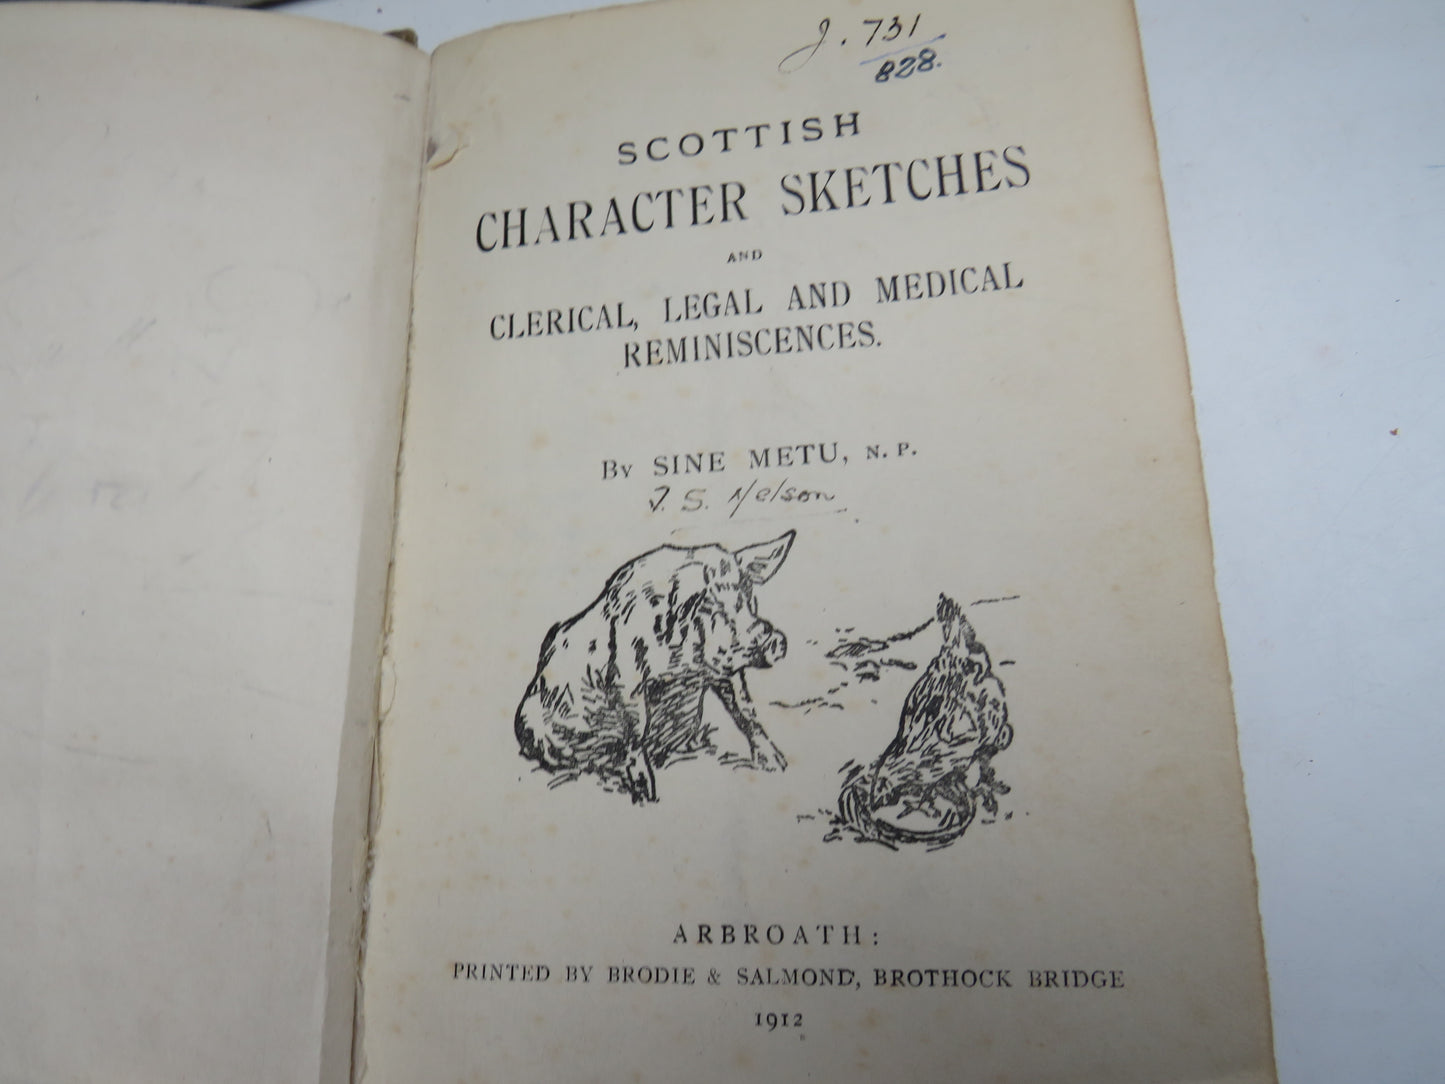 J. 731
828.
SCOTTISH
CHARACTER SKETCHES
AND
CLERICAL, LEGAL AND MEDICAL
REMINISCENCES.
By SINE METU, N. P.
J. S. Nelson
ARBROATH:
PRINTED BY BRODIE & SALMOND, BROTHOCK BRIDGE
1912